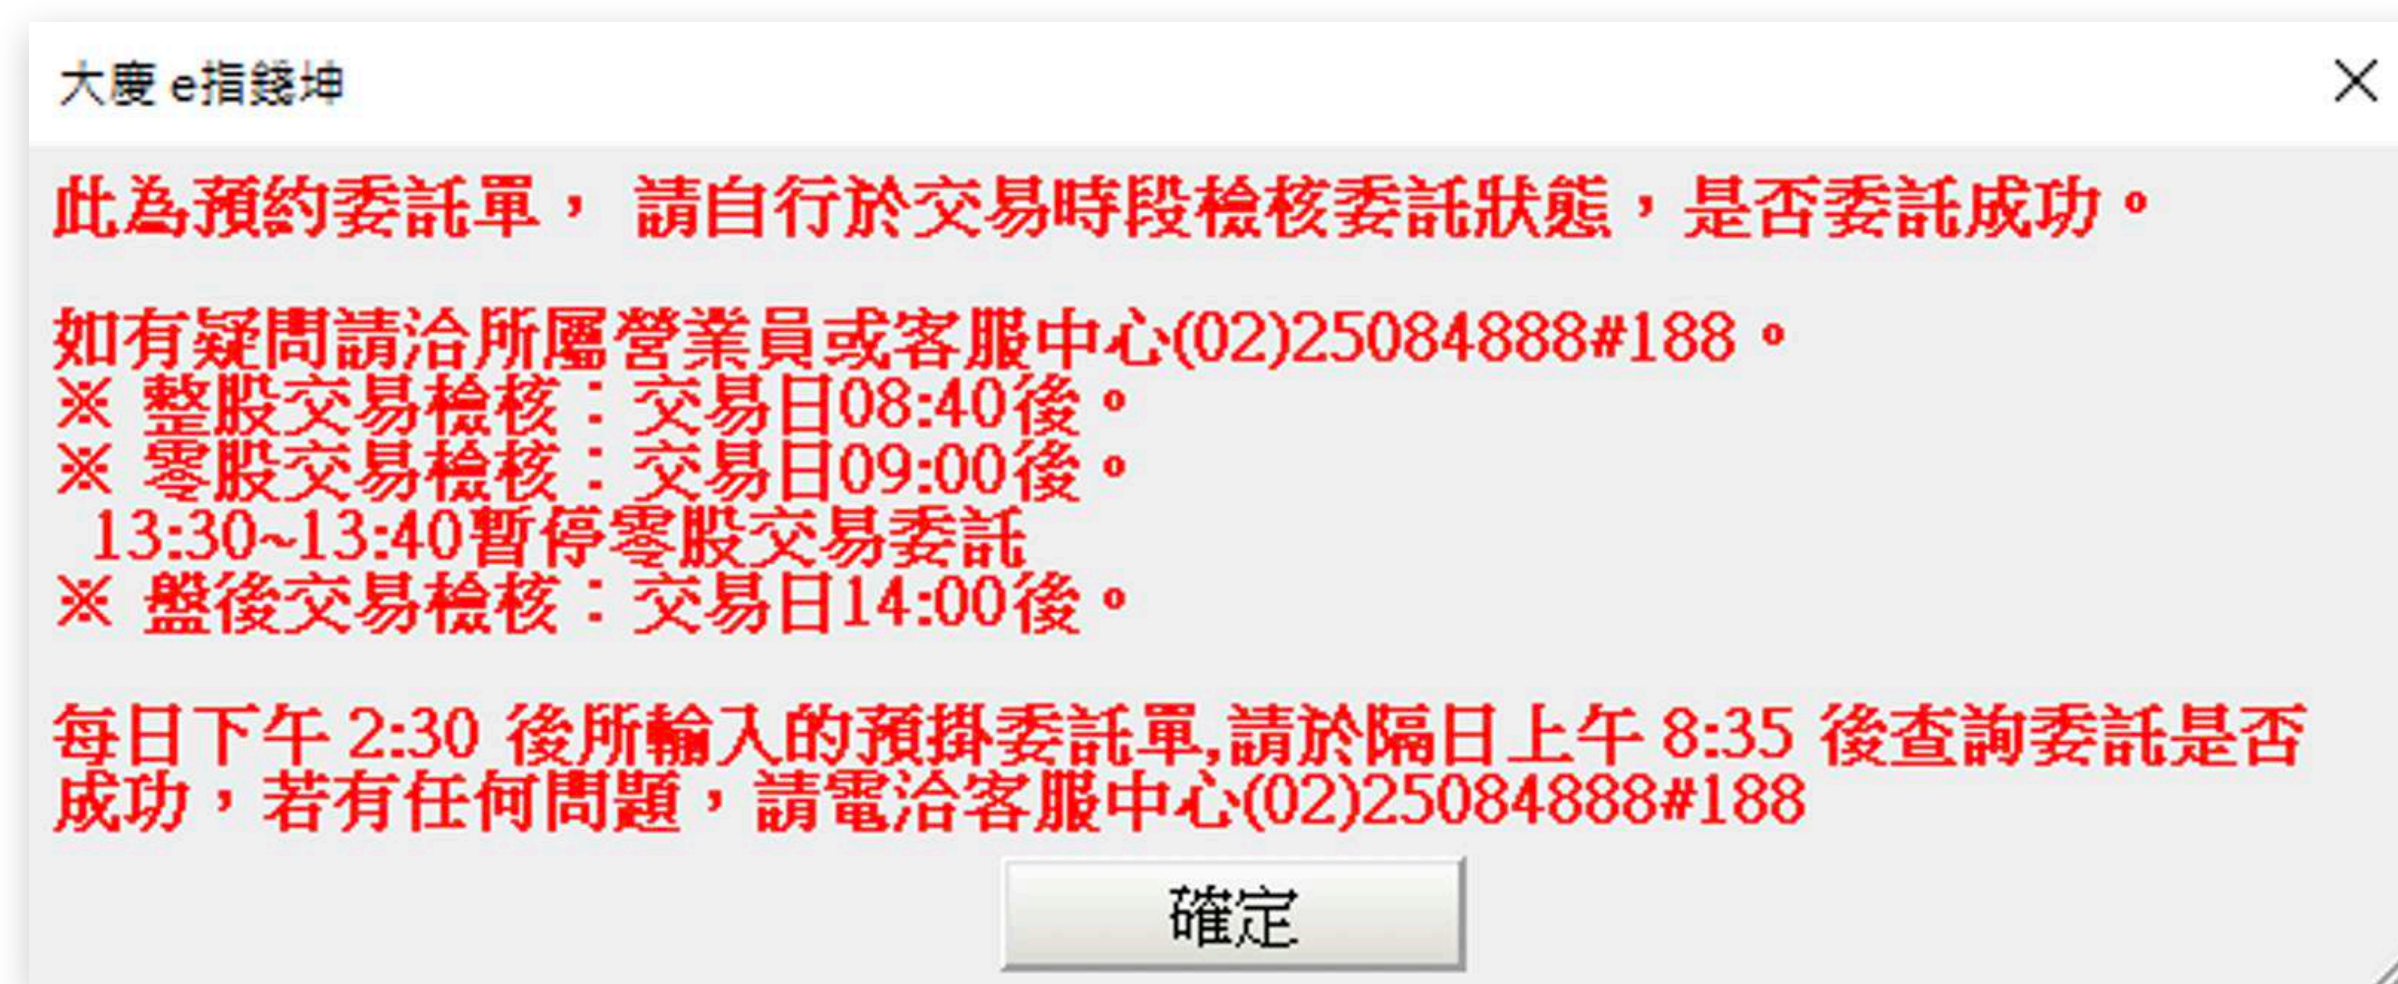 大慶 e指錢坤
此為預約委託單， 請自行於交易時段檢核委託狀態，是否委託成功。
如有疑問請洽所屬營業員或客服中心(02)25084888#188。
※ 整股交易檢核：交易日08:40後。
※ 零股交易檢核：交易日09:00後。
13:30~13:40暫停零股交易委託
※ 盤後交易檢核：交易日14:00後。
每日下午 2:30 後所輸入的預掛委託單,請於隔日上午 8:35 後查詢委託是否
成功，若有任何問題，請電洽客服中心(02)25084888#188
確定